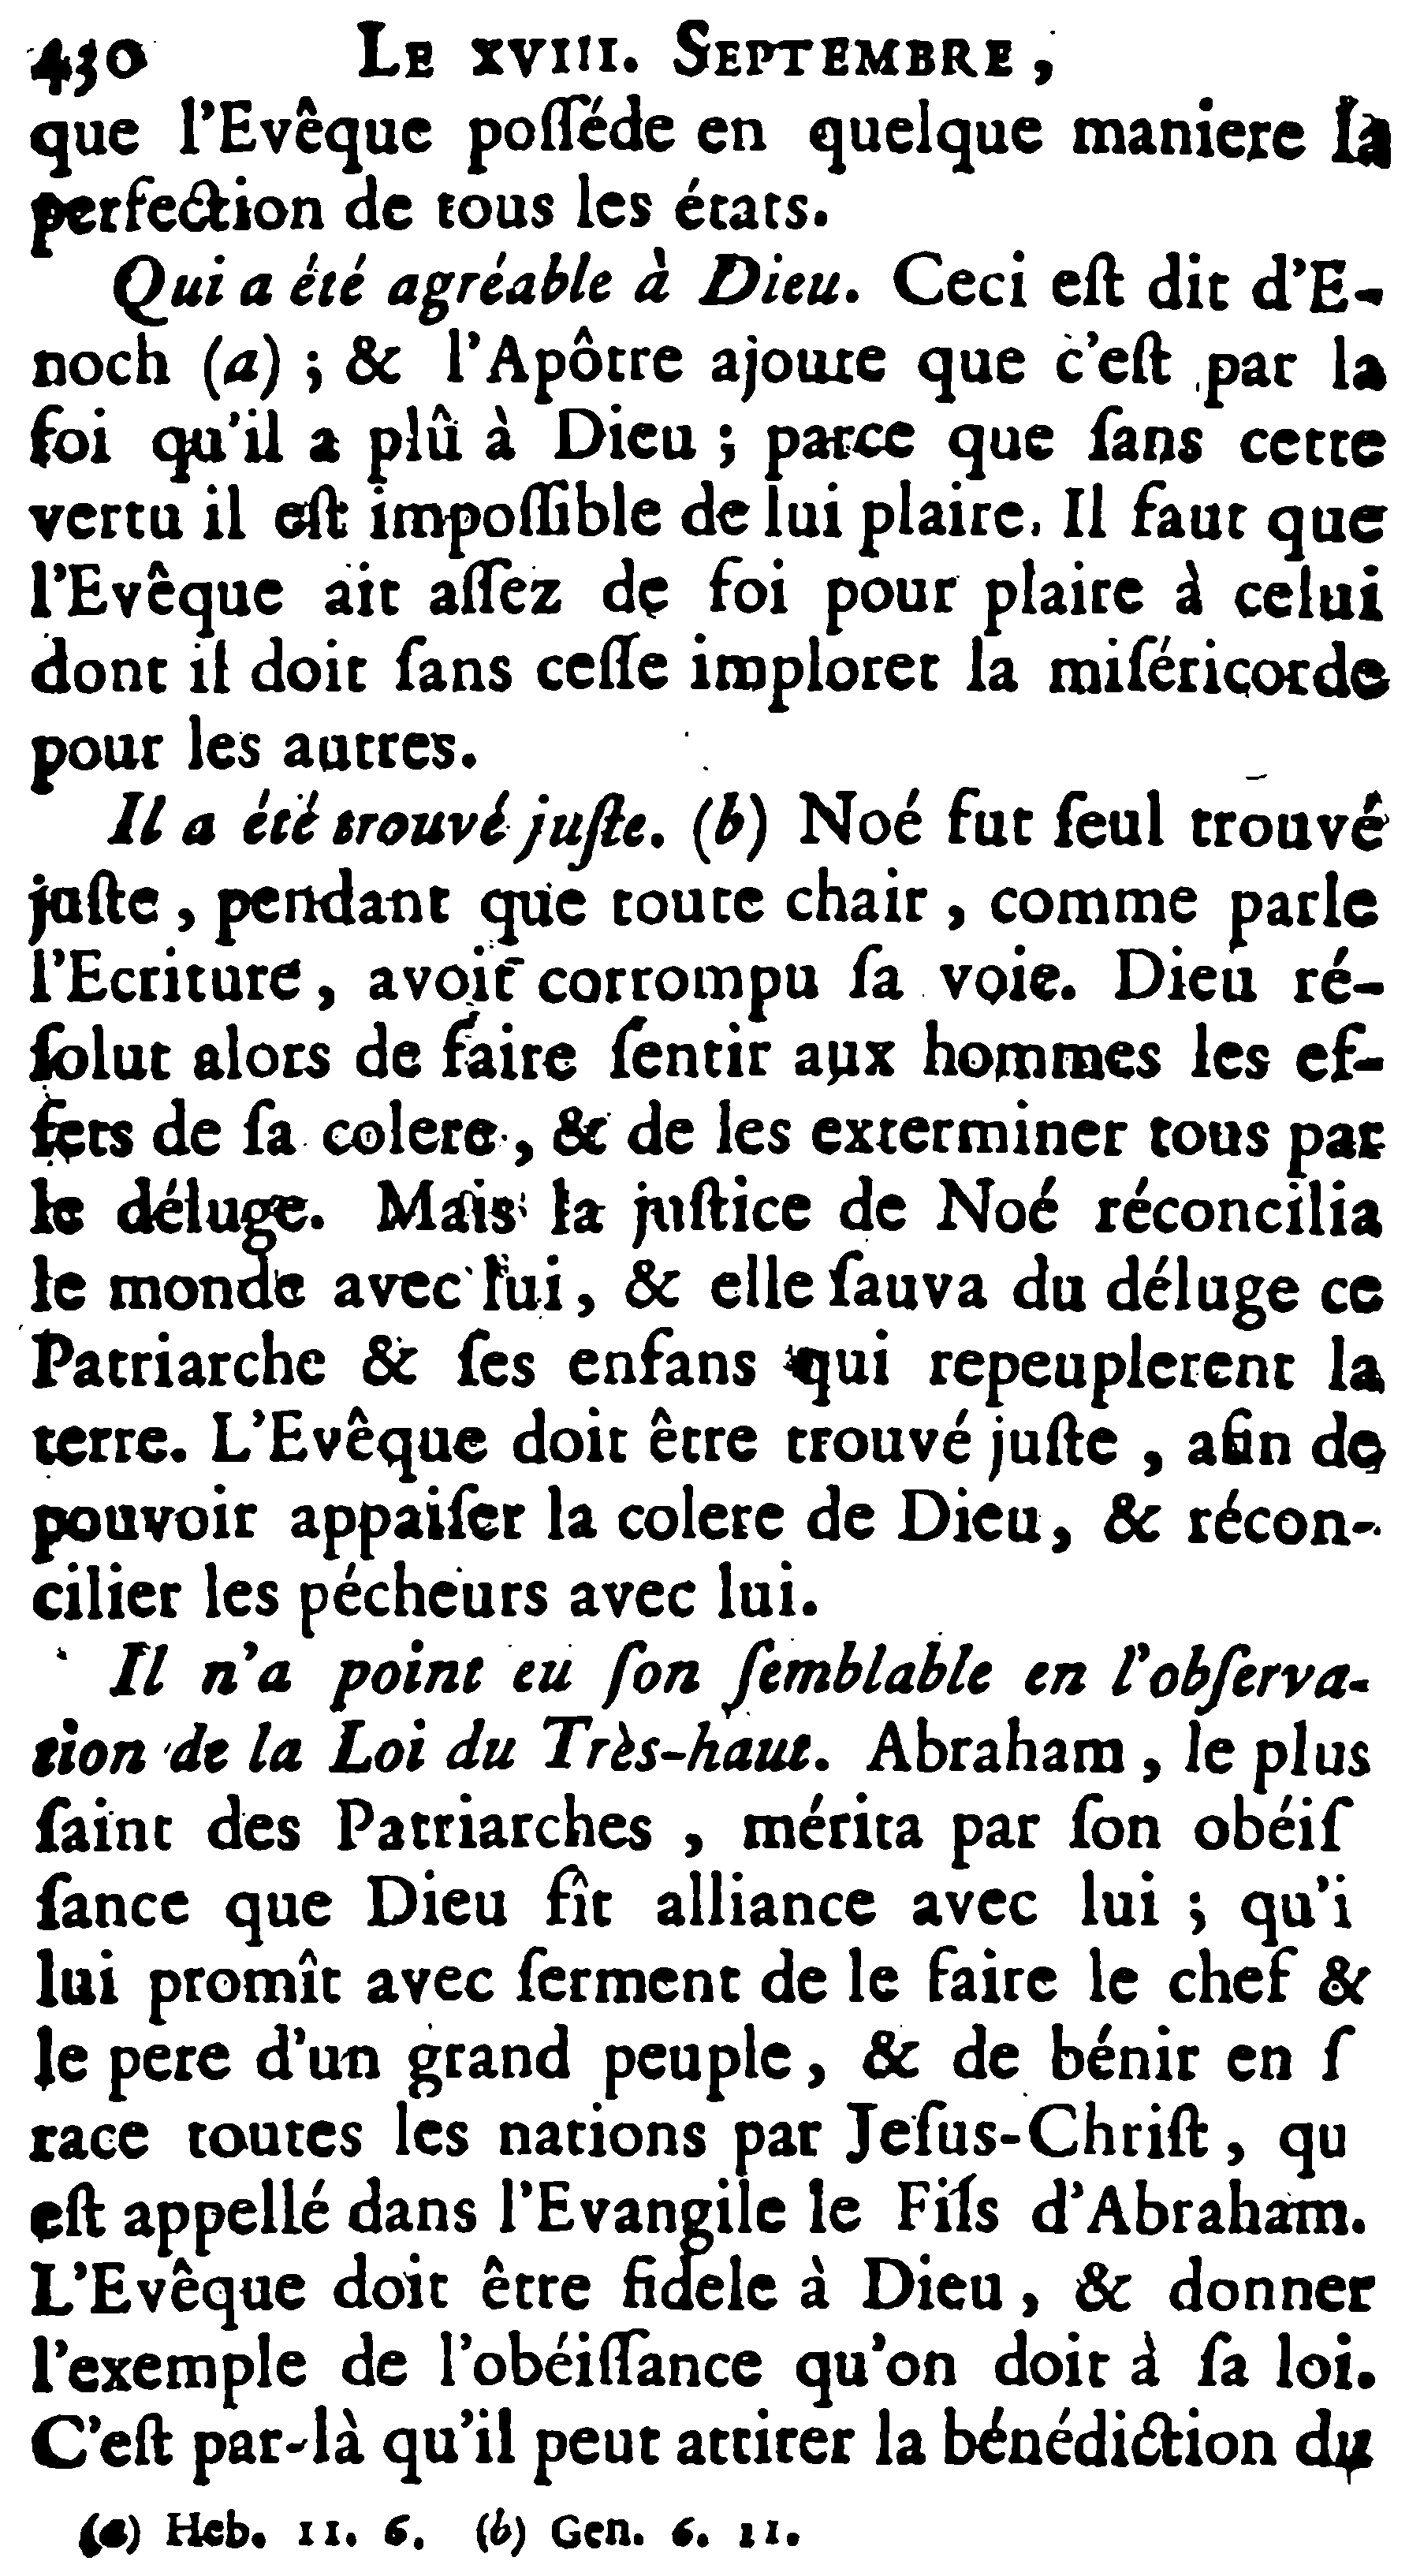 430 LE XVIII. SEPTEMBRE,
que l'Evêque poſſéde en quelque maniere la
perfection de tous les états.
Qui a été agréable à Dieu. Ceci eſt dit d'E-
noch (a) ; & l'Apôtre ajoute que c'eſt par la
foi qu'il a plû à Dieu ; parce que ſans cette
vertu il eſt impoſſible de lui plaire. Il faut que
l'Evêque ait aſſez de foi pour plaire à celui
dont il doit ſans ceſſe implorer la miſéricorde
pour les autres.
Il a été trouvé juſte. (b) Noé fut ſeul trouvé
juſte, pendant que toute chair, comme parle
l'Ecriture, avoit corrompu ſa voie. Dieu ré-
ſolut alors de faire ſentir aux hommes les ef-
fets de ſa colere, & de les exterminer tous par
le déluge. Mais la juſtice de Noé réconcilia
le monde avec lui, & elle ſauva du déluge ce
Patriarche & ſes enfans qui repeuplerent la
terre. L'Evêque doit être trouvé juſte, afin de
pouvoir appaiſer la colere de Dieu, & récon-
cilier les pécheurs avec lui.
Il n'a point eu ſon ſemblable en l'obſerva-
tion de la Loi du Très-haut. Abraham, le plus
ſaint des Patriarches, mérita par ſon obéiſ
ſance que Dieu fît alliance avec lui ; qu'i
lui promît avec ſerment de le faire le chef &
le pere d'un grand peuple, & de bénir en ſ
race toutes les nations par Jeſus-Chriſt, qu
eſt appellé dans l'Evangile le Fils d'Abraham.
L'Evêque doit être fidele à Dieu, & donner
l'exemple de l'obéiſſance qu'on doit à ſa loi.
C'eſt par-là qu'il peut attirer la bénédiction du
(a) Heb. 11. 6. (b) Gen. 6. 11.